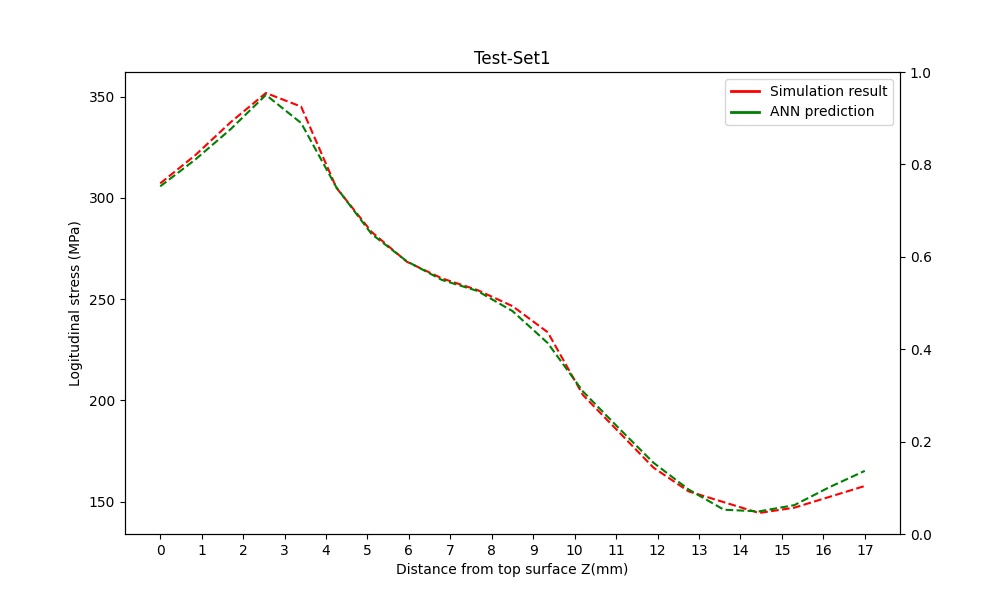 Test-Set1
Simulation result
ANN prediction
Logitudinal stress (MPa)
350
300
250
200
150
1.0
0.8
0.6
0.4
0.2
0.0
0 1 2 3 4 5 6 7 8 9 10 11 12 13 14 15 16 17
Distance from top surface Z(mm)